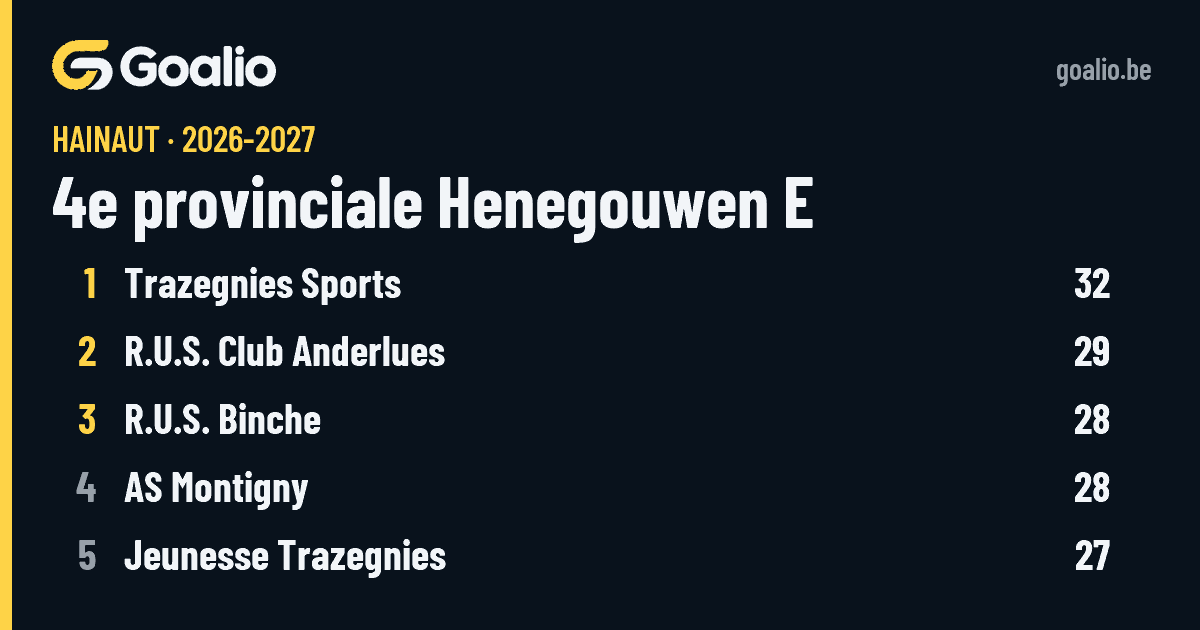 Goalio
goalio.be
HAINAUT · 2026-2027
4e provinciale Henegouwen E
1 Trazegnies Sports 32
2 R.U.S. Club Anderlues 29
3 R.U.S. Binche 28
4 AS Montigny 28
5 Jeunesse Trazegnies 27